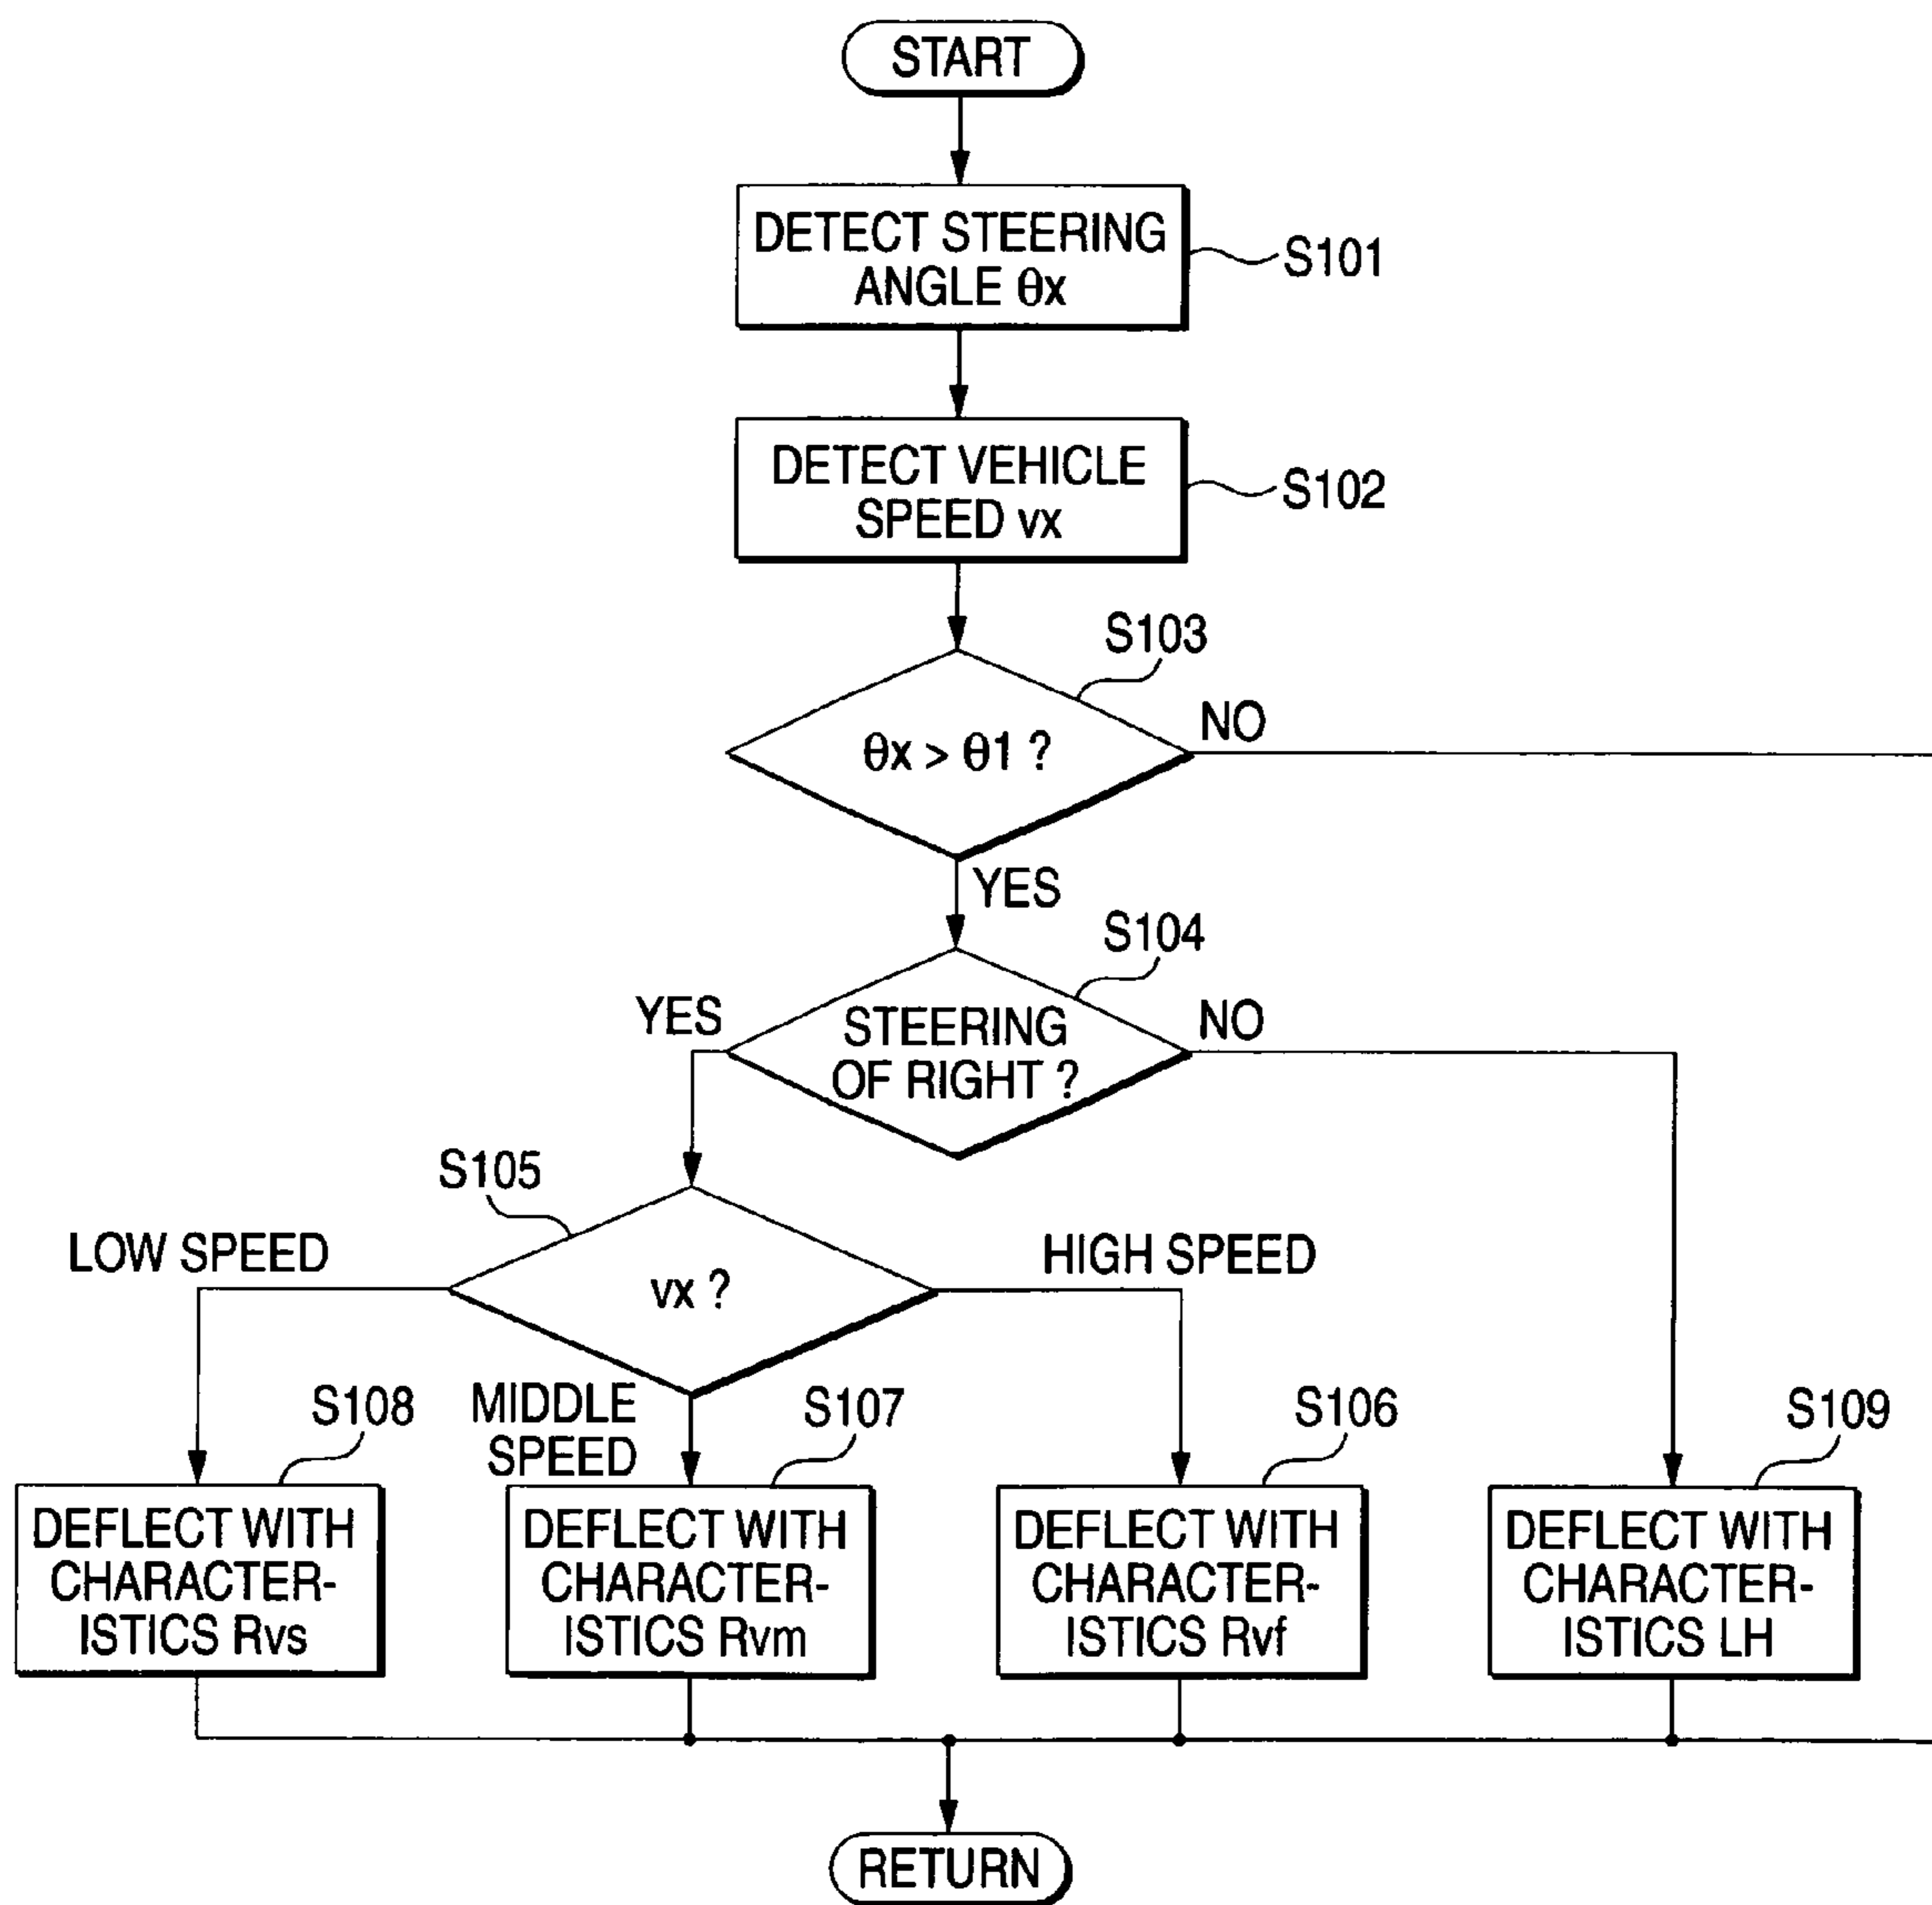 START
DETECT STEERING
ANGLE θx
S101
DETECT VEHICLE
SPEED vx
S102
S103
θx > θ1 ?
NO
YES
S104
YES
STEERING
OF RIGHT ?
NO
S105
LOW SPEED
vx ?
HIGH SPEED
S108
MIDDLE
SPEED
S107
S106
S109
DEFLECT WITH
CHARACTER-
ISTICS Rvs
DEFLECT WITH
CHARACTER-
ISTICS Rvm
DEFLECT WITH
CHARACTER-
ISTICS Rvf
DEFLECT WITH
CHARACTER-
ISTICS LH
RETURN